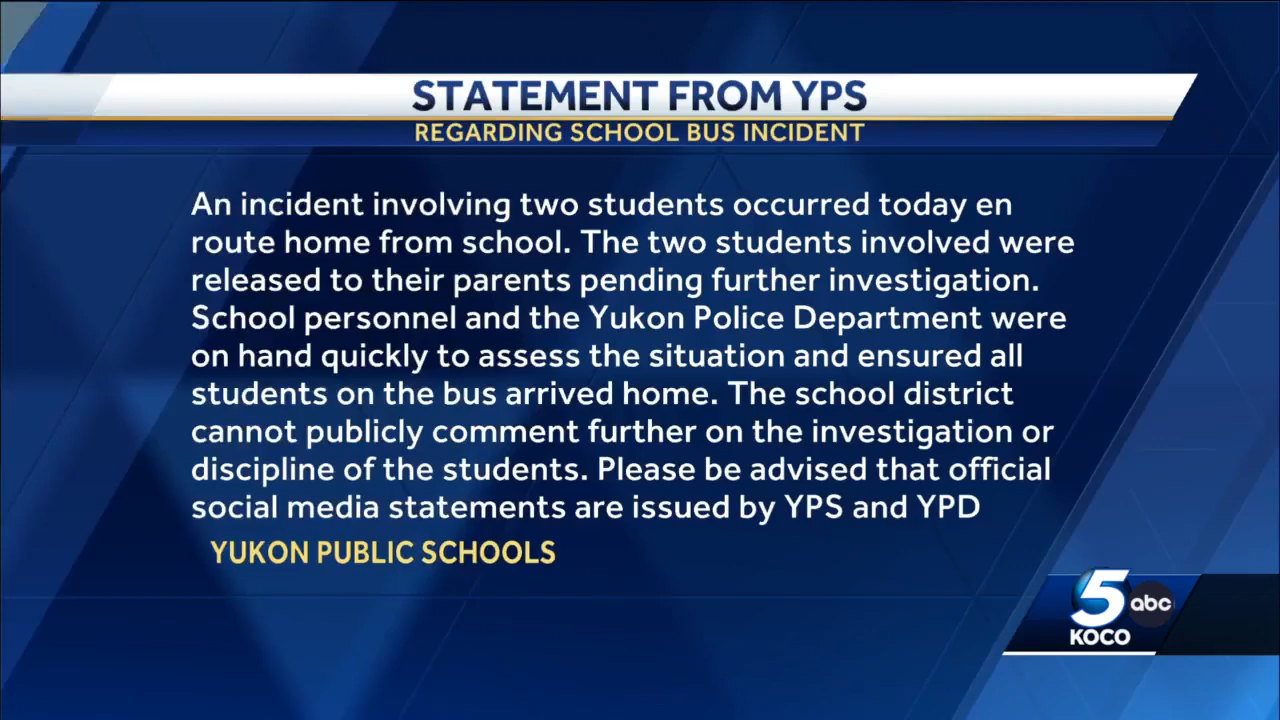 STATEMENT FROM YPS
REGARDING SCHOOL BUS INCIDENT
An incident involving two students occurred today en
route home from school. The two students involved were
released to their parents pending further investigation.
School personnel and the Yukon Police Department were
on hand quickly to assess the situation and ensured all
students on the bus arrived home. The school district
cannot publicly comment further on the investigation or
discipline of the students. Please be advised that official
social media statements are issued by YPS and YPD
YUKON PUBLIC SCHOOLS
5 abc
KOCO